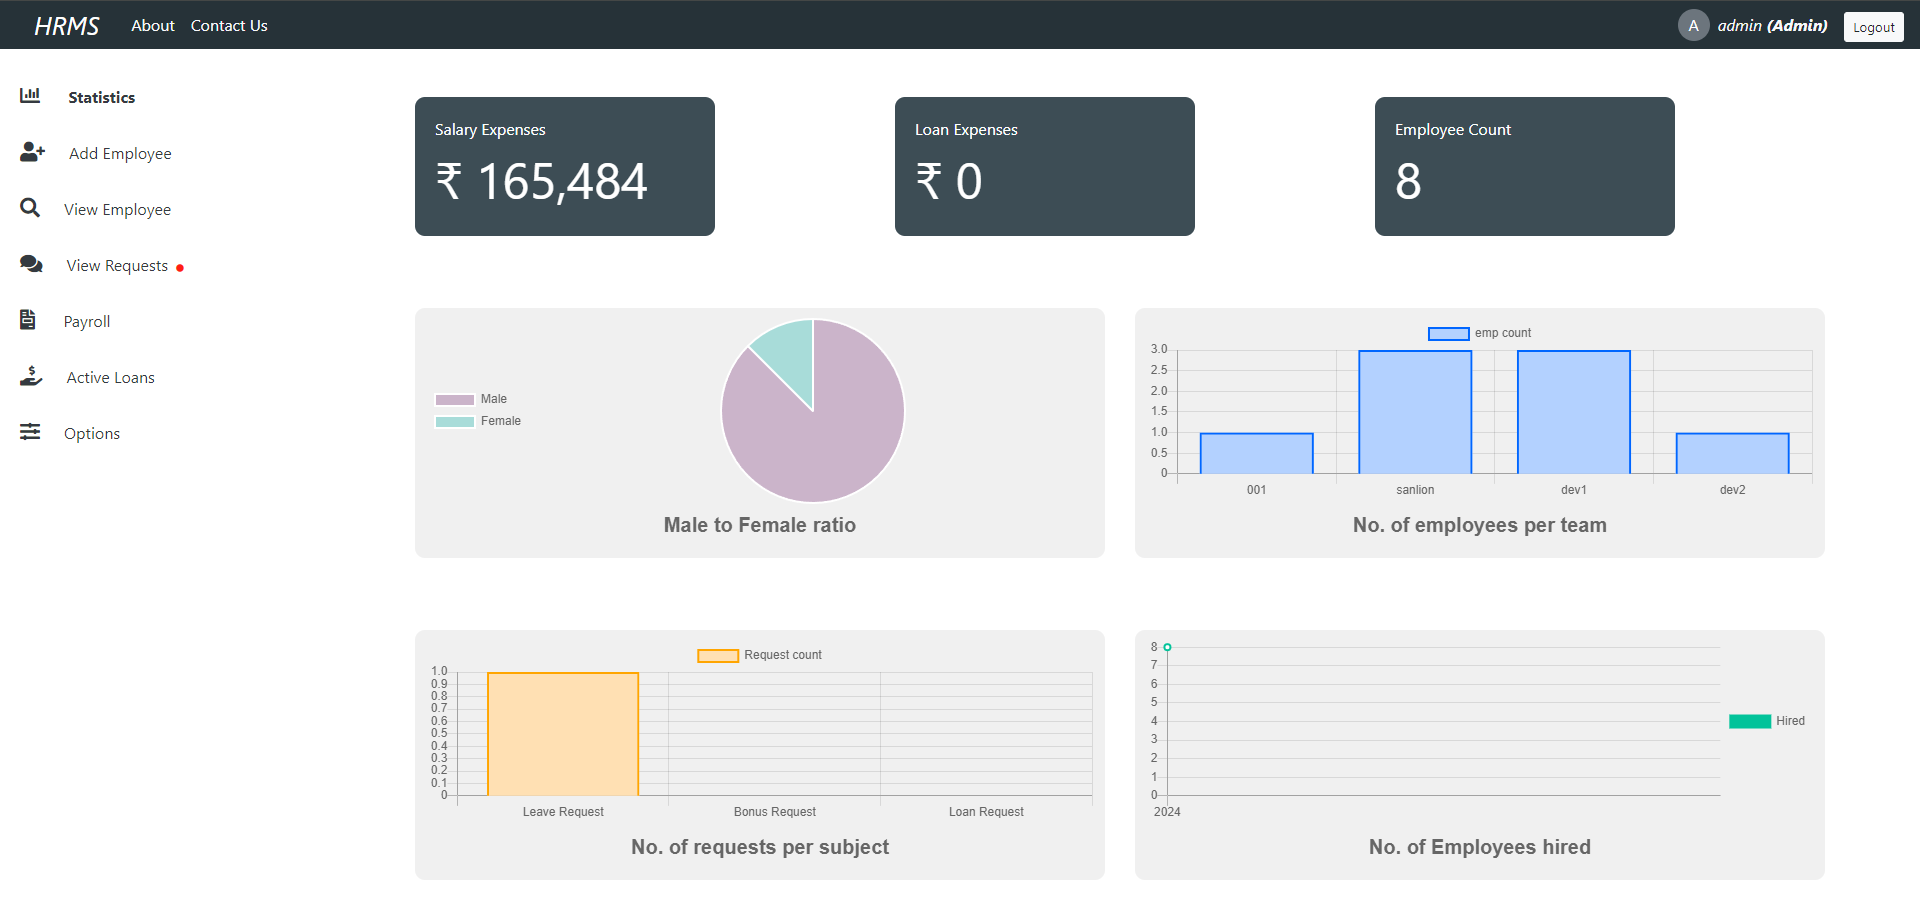 HRMS About Contact Us A admin (Admin) Logout
Statistics
Add Employee
View Employee
View Requests
Payroll
Active Loans
Options
Salary Expenses
₹ 165,484
Loan Expenses
₹ 0
Employee Count
8
Male
Female
Male to Female ratio
emp count
3.0
2.5
2.0
1.5
1.0
0.5
0
001 sanlion dev1 dev2
No. of employees per team
Request count
1.0
0.9
0.8
0.7
0.6
0.5
0.4
0.3
0.2
0.1
0
Leave Request Bonus Request Loan Request
No. of requests per subject
8
7
6
5
4
3
2
1
0
2024
Hired
No. of Employees hired